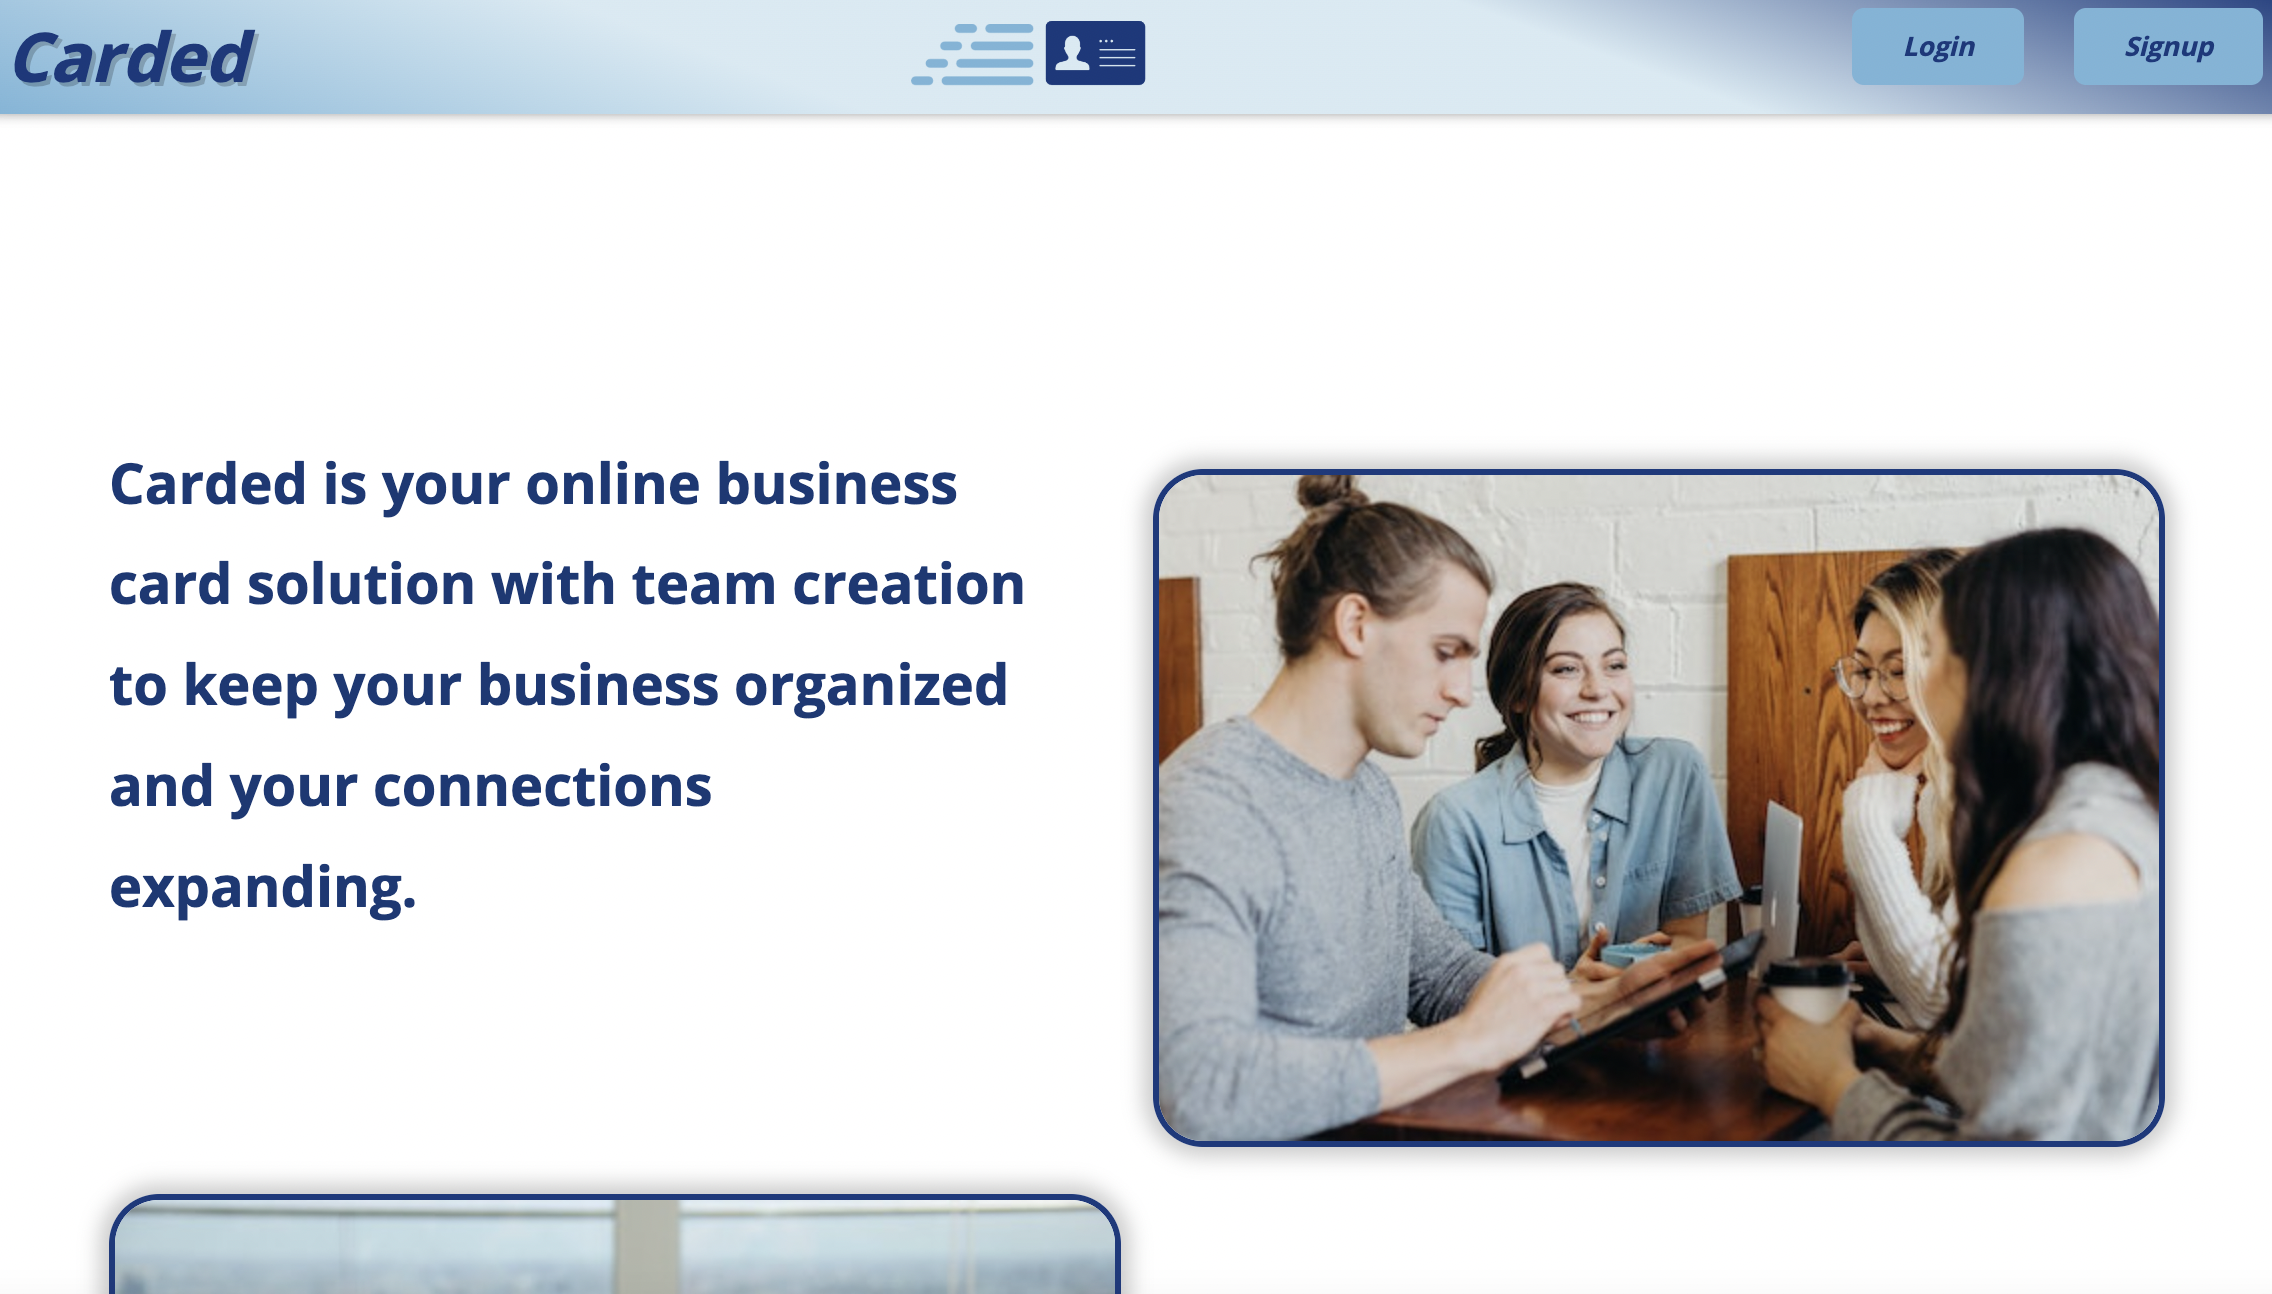 Carded
Login
Signup
Carded is your online business
card solution with team creation
to keep your business organized
and your connections
expanding.